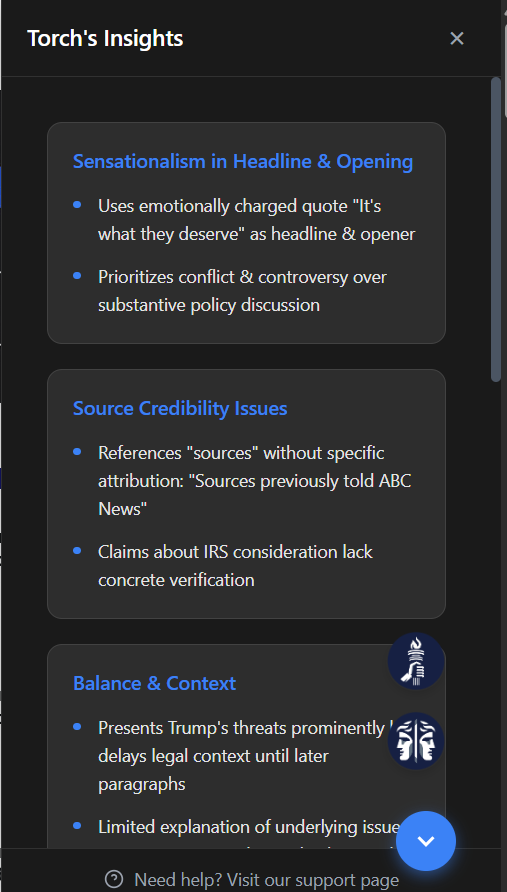 Torch's Insights
Sensationalism in Headline & Opening
Uses emotionally charged quote "It's
what they deserve" as headline & opener
Prioritizes conflict & controversy over
substantive policy discussion
Source Credibility Issues
References "sources" without specific
attribution: "Sources previously told ABC
News"
Claims about IRS consideration lack
concrete verification
Balance & Context
Presents Trump's threats prominently
delays legal context until later
paragraphs
Limited explanation of underlying
Need help? Visit our support page